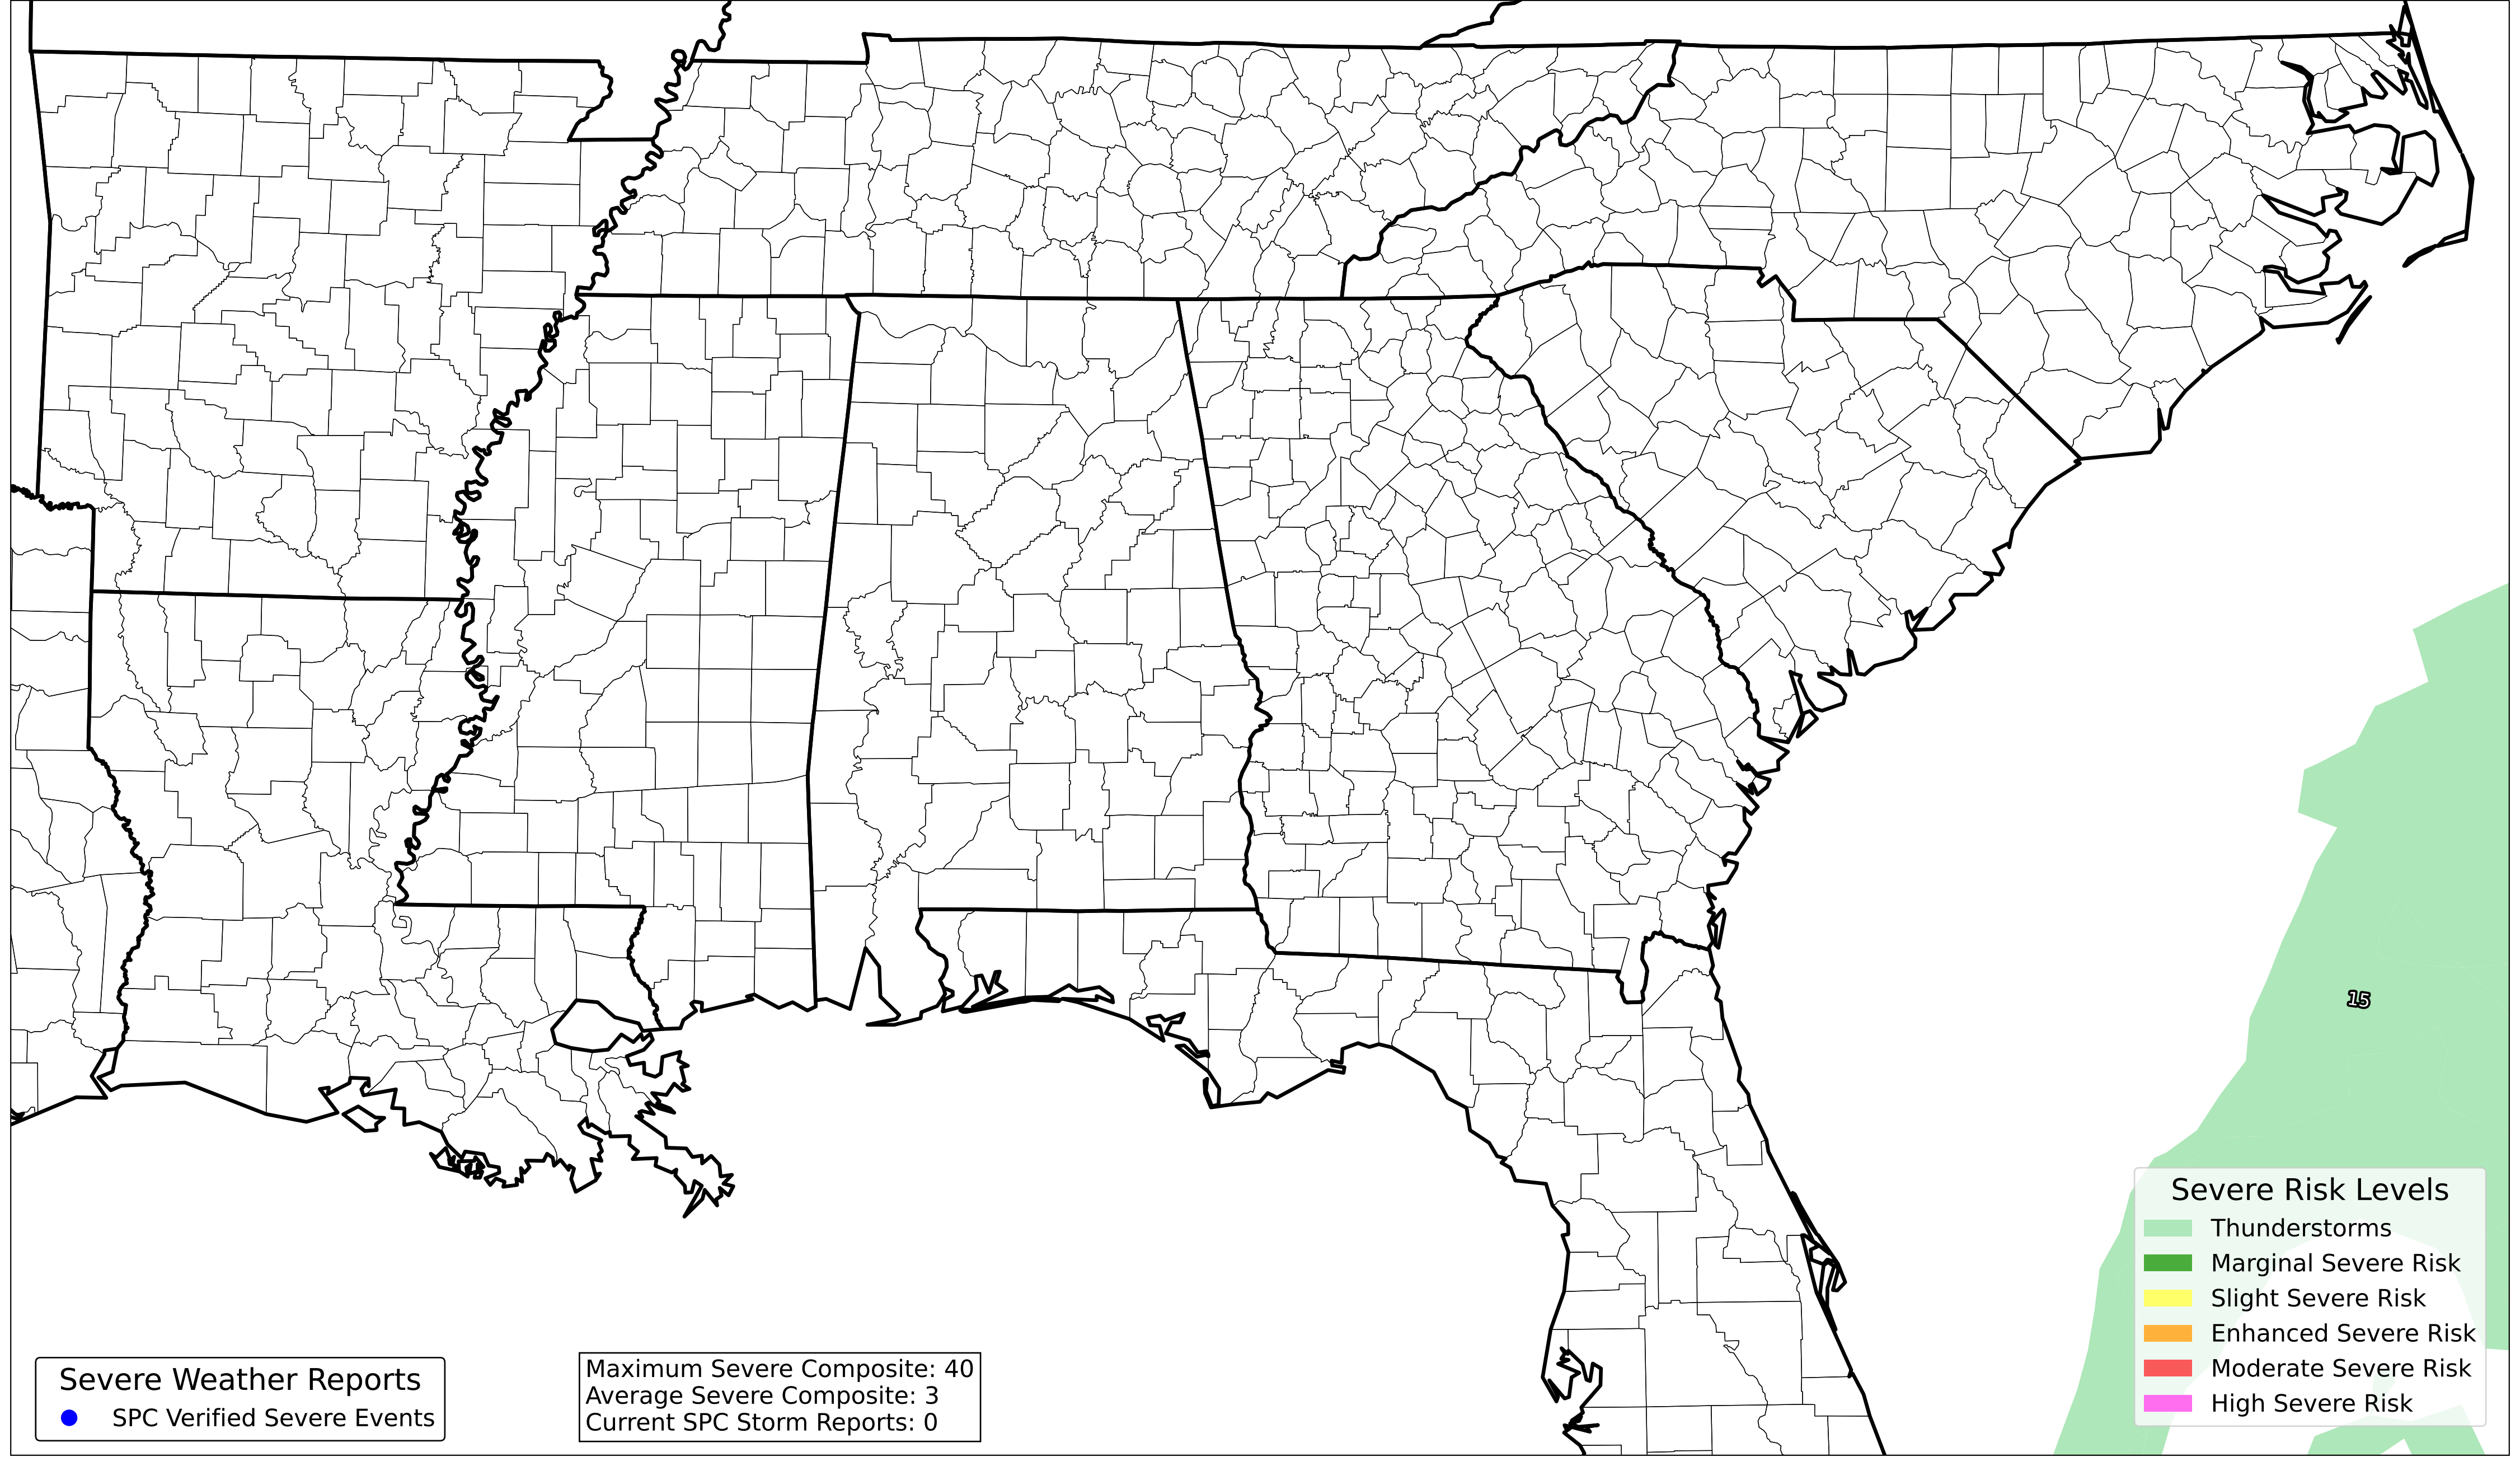 15
Severe Risk Levels
Thunderstorms
Marginal Severe Risk
Slight Severe Risk
Enhanced Severe Risk
Moderate Severe Risk
High Severe Risk
Severe Weather Reports
SPC Verified Severe Events
Maximum Severe Composite: 40
Average Severe Composite: 3
Current SPC Storm Reports: 0